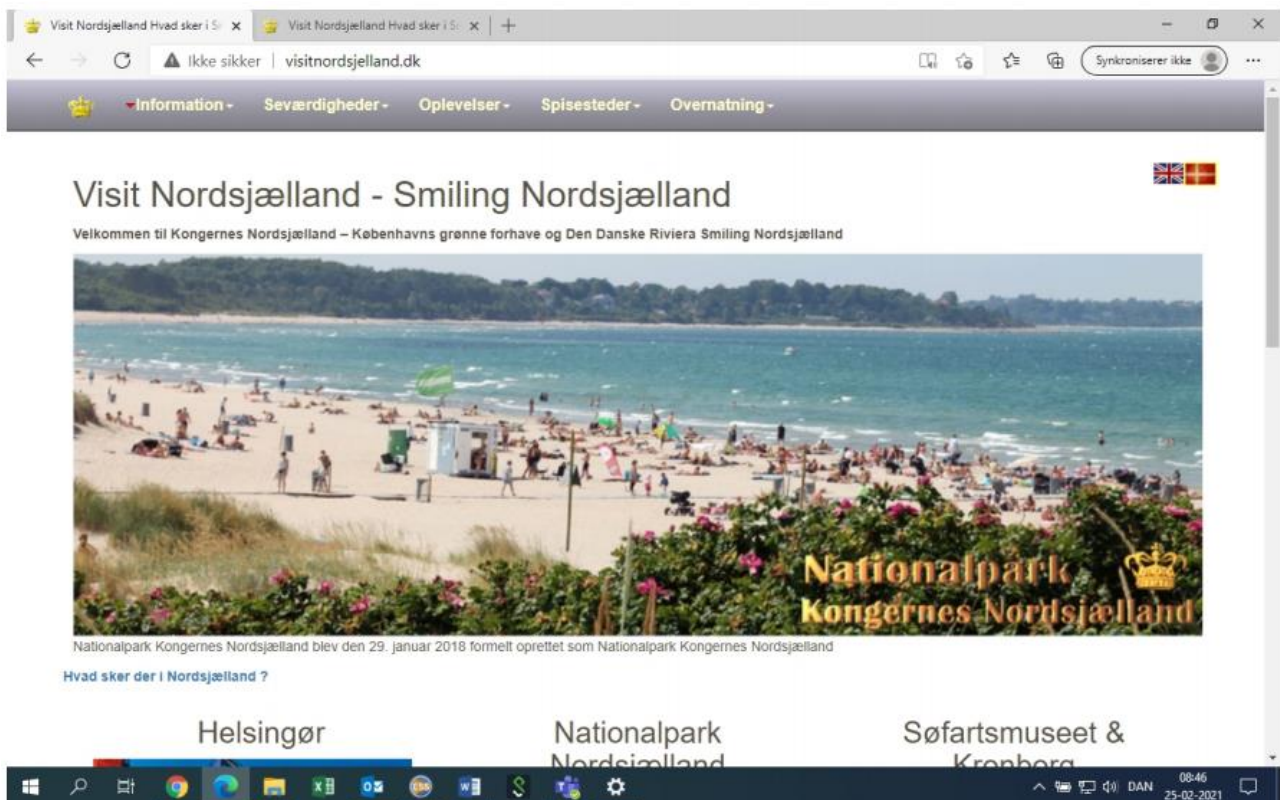 Visit Nordsjælland Hvad sker i S
Visit Nordsjælland Hvad sker i S
Ikke sikker | visitnordsjelland.dk
Synkroniserer ikke
Information
Seværdigheder
Oplevelser
Spisesteder
Overnatning
Visit Nordsjælland - Smiling Nordsjælland
Velkommen til Kongernes Nordsjælland – Københavns grønne forhave og Den Danske Riviera Smiling Nordsjælland
Nationalpark
Kongernes Nordsjælland
Nationalpark Kongernes Nordsjælland blev den 29. januar 2018 formelt oprettet som Nationalpark Kongernes Nordsjælland
Hvad sker der i Nordsjælland ?
Helsingør
Nationalpark
Nordsjælland
Søfartsmuseet &
Kronborg
CSS
DAN
08:46
25-02-2021